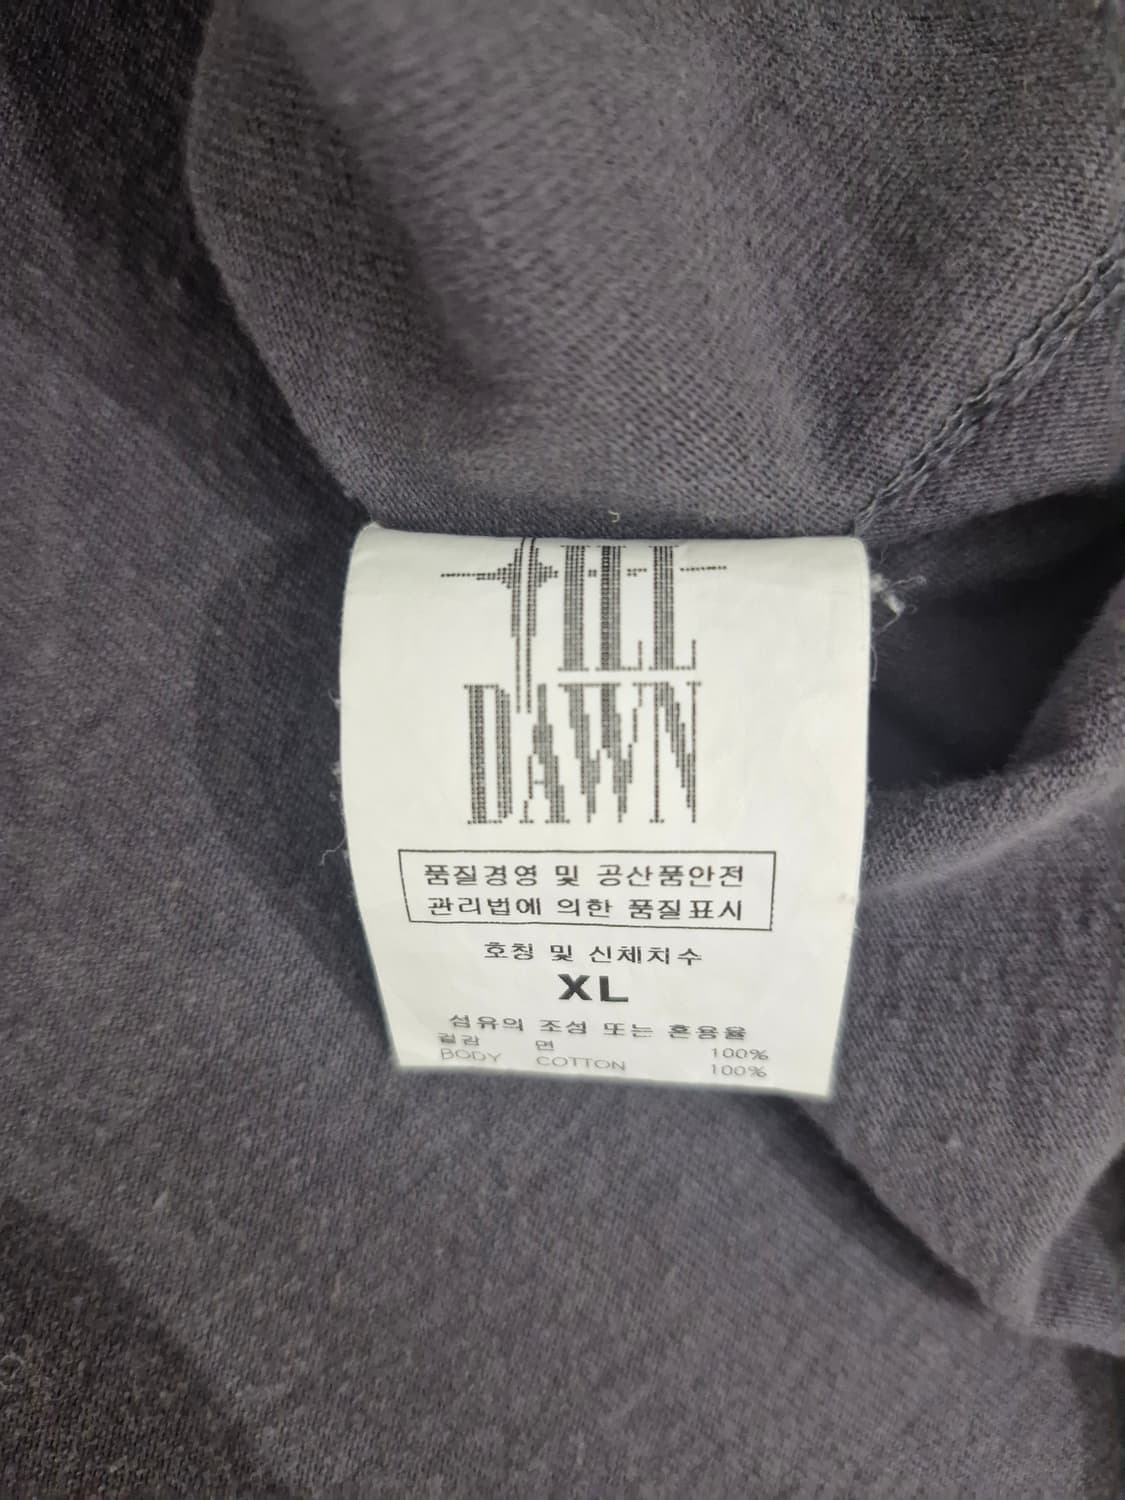 TILL
DAWN
품질경영 및 공산품안전
관리법에 의한 품질표시
호칭 및 신체치수
XL
섬유의 조성 또는 혼용율
겉감 면 100%
BODY COTTON 100%